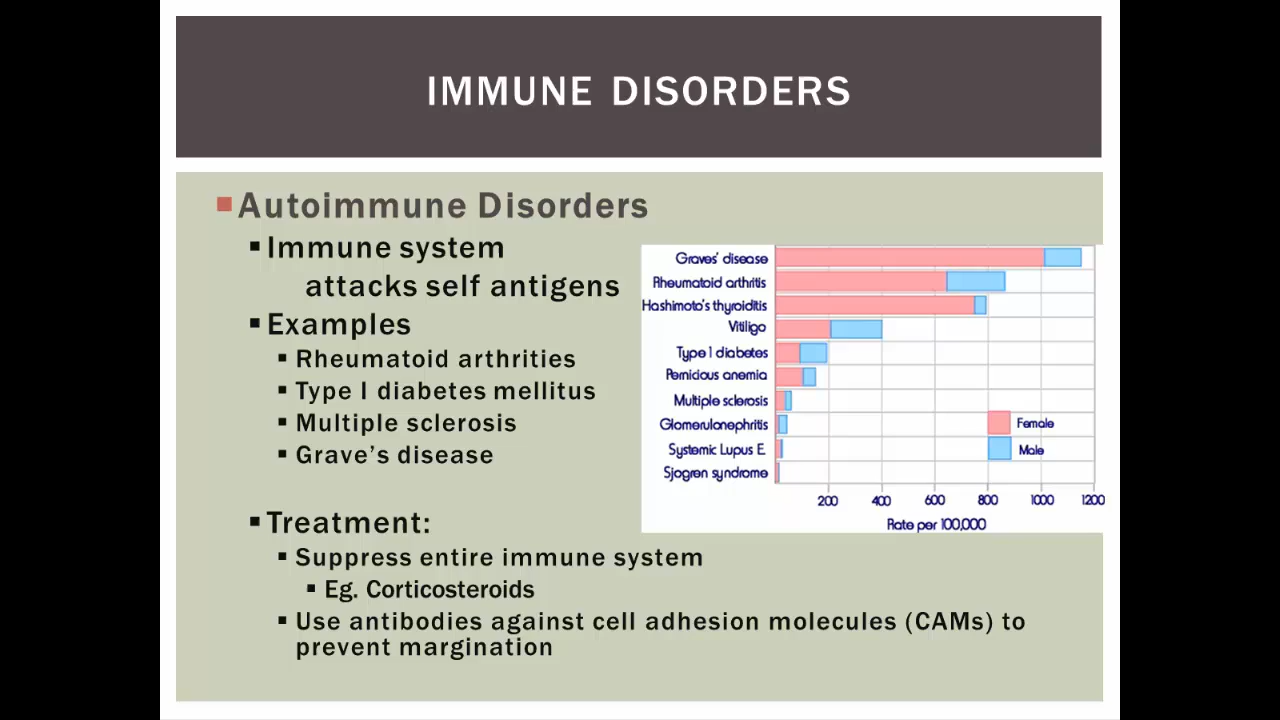 IMMUNE DISORDERS
Autoimmune Disorders
Immune system
attacks self antigens
Examples
Rheumatoid arthrities
Type I diabetes mellitus
Multiple sclerosis
Grave's disease
Treatment:
Suppress entire immune system
Eg. Corticosteroids
Use antibodies against cell adhesion molecules (CAMs) to
prevent margination
Graves' disease
Rheumatoid arthritis
Hashimoto's thyroiditis
Vitiligo
Type 1 diabetes
Pernicious anemia
Multiple sclerosis
Glomerulonephritis
Systemic Lupus E.
Sjogren syndrome
Female
Male
200 400 600 800 1000 1200
Rate per 100,000